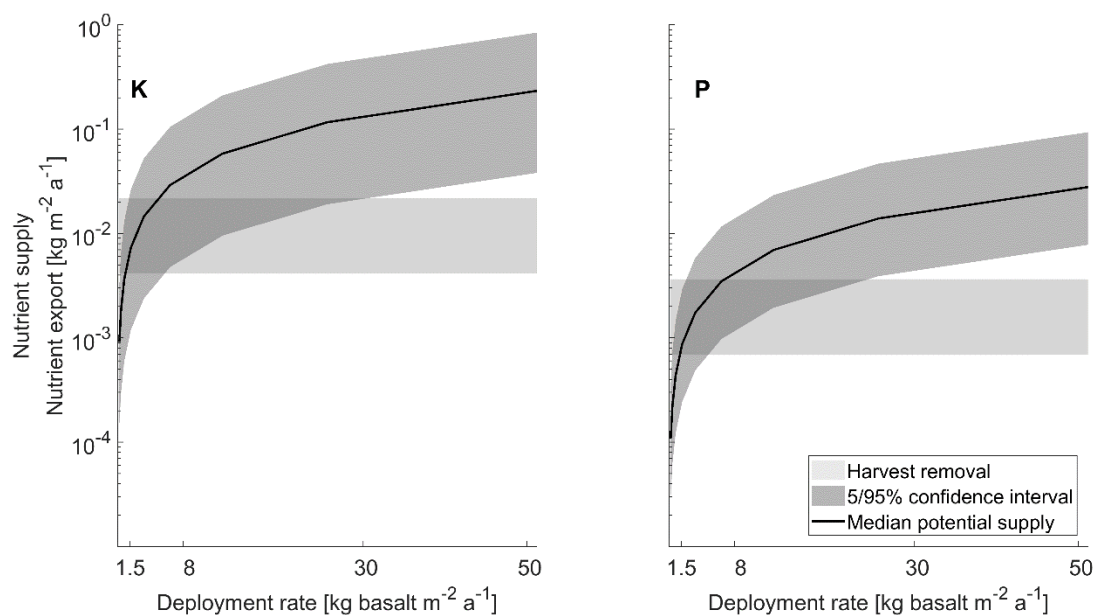 Nutrient supply
Nutrient export [kg m⁻² a⁻¹]
10⁰
10⁻¹
10⁻²
10⁻³
10⁻⁴
K
1.5 8 30 50
Deployment rate [kg basalt m⁻² a⁻¹]
P
Harvest removal
5/95% confidence interval
Median potential supply
1.5 8 30 50
Deployment rate [kg basalt m⁻² a⁻¹]